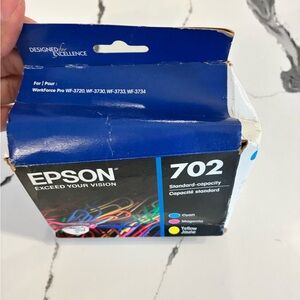 DESIGNED for
EXCELLENCE
For | Pour :
WorkForce Pro WF-3720, WF-3730, WF-3733, WF-3734
EPSON®
EXCEED YOUR VISION
702
Standard-capacity
Capacité standard
Cyan
Magenta
Yellow
Jaune